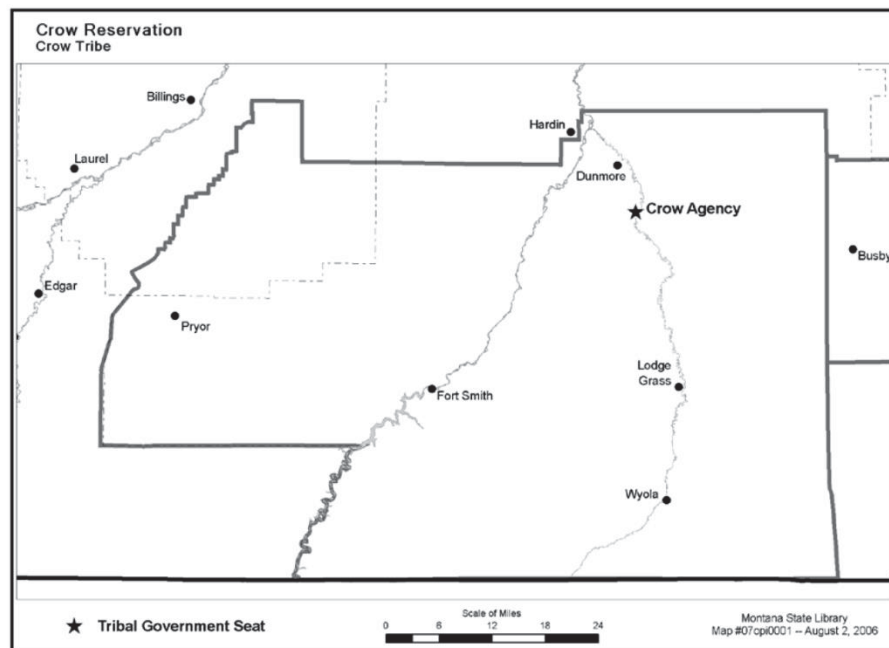 Crow Reservation
Crow Tribe
Billings
Hardin
Laurel
Dunmore
Crow Agency
Busby
Edgar
Pryor
Lodge
Grass
Fort Smith
Wyola
Tribal Government Seat
Scale of Miles
0 6 12 18 24
Montana State Library
Map #07cpi0001 -- August 2, 2006